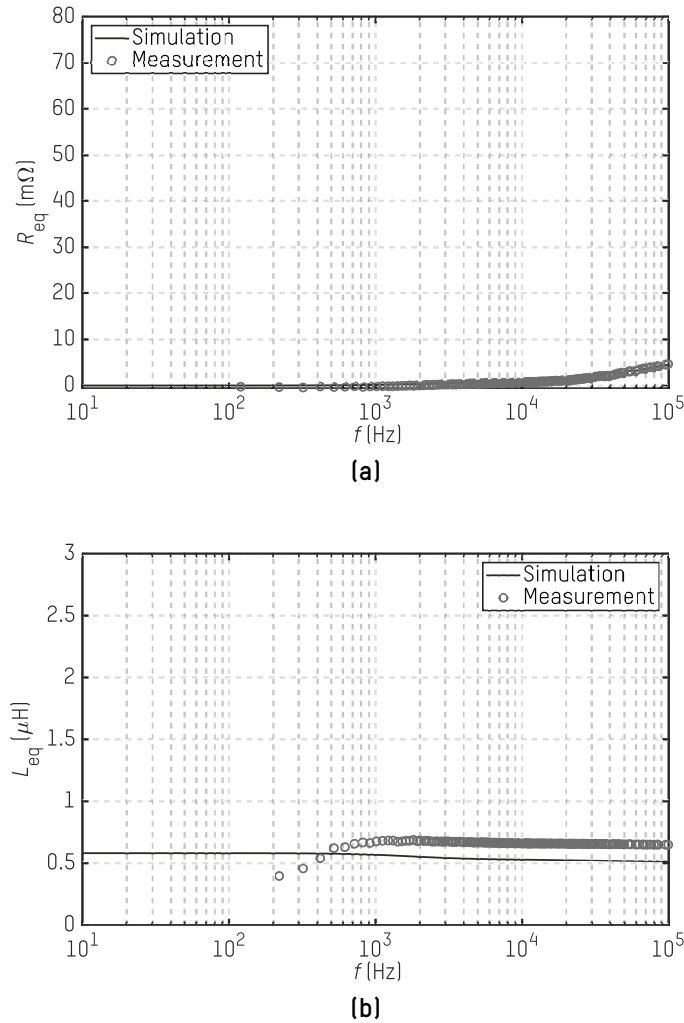 80
70
60
50
40
30
20
10
0
R_eq (mΩ)
Simulation
Measurement
10^1 10^2 10^3 10^4 10^5
f (Hz)
(a)
3
2.5
2
1.5
1
0.5
0
L_eq (μH)
Simulation
Measurement
10^1 10^2 10^3 10^4 10^5
f (Hz)
(b)